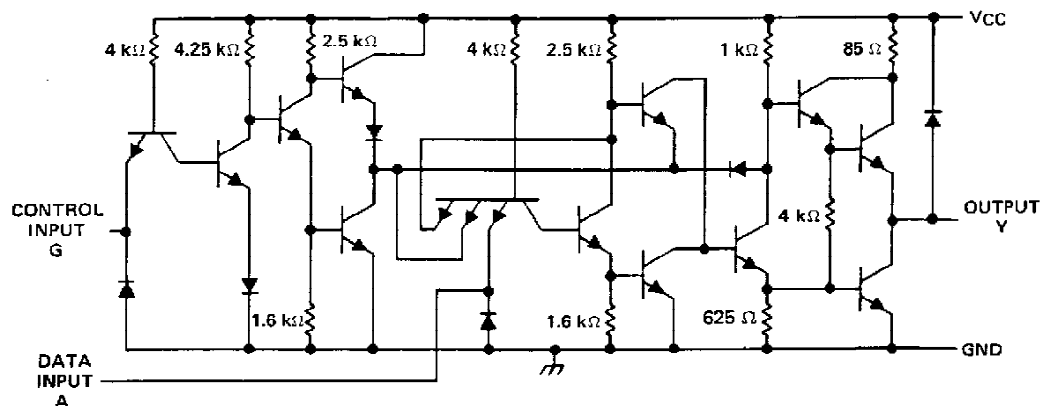 VCC
4 kΩ
4.25 kΩ
2.5 kΩ
4 kΩ
2.5 kΩ
1 kΩ
85 Ω
CONTROL
INPUT
G
4 kΩ
OUTPUT
Y
1.6 kΩ
1.6 kΩ
625 Ω
GND
DATA
INPUT
A